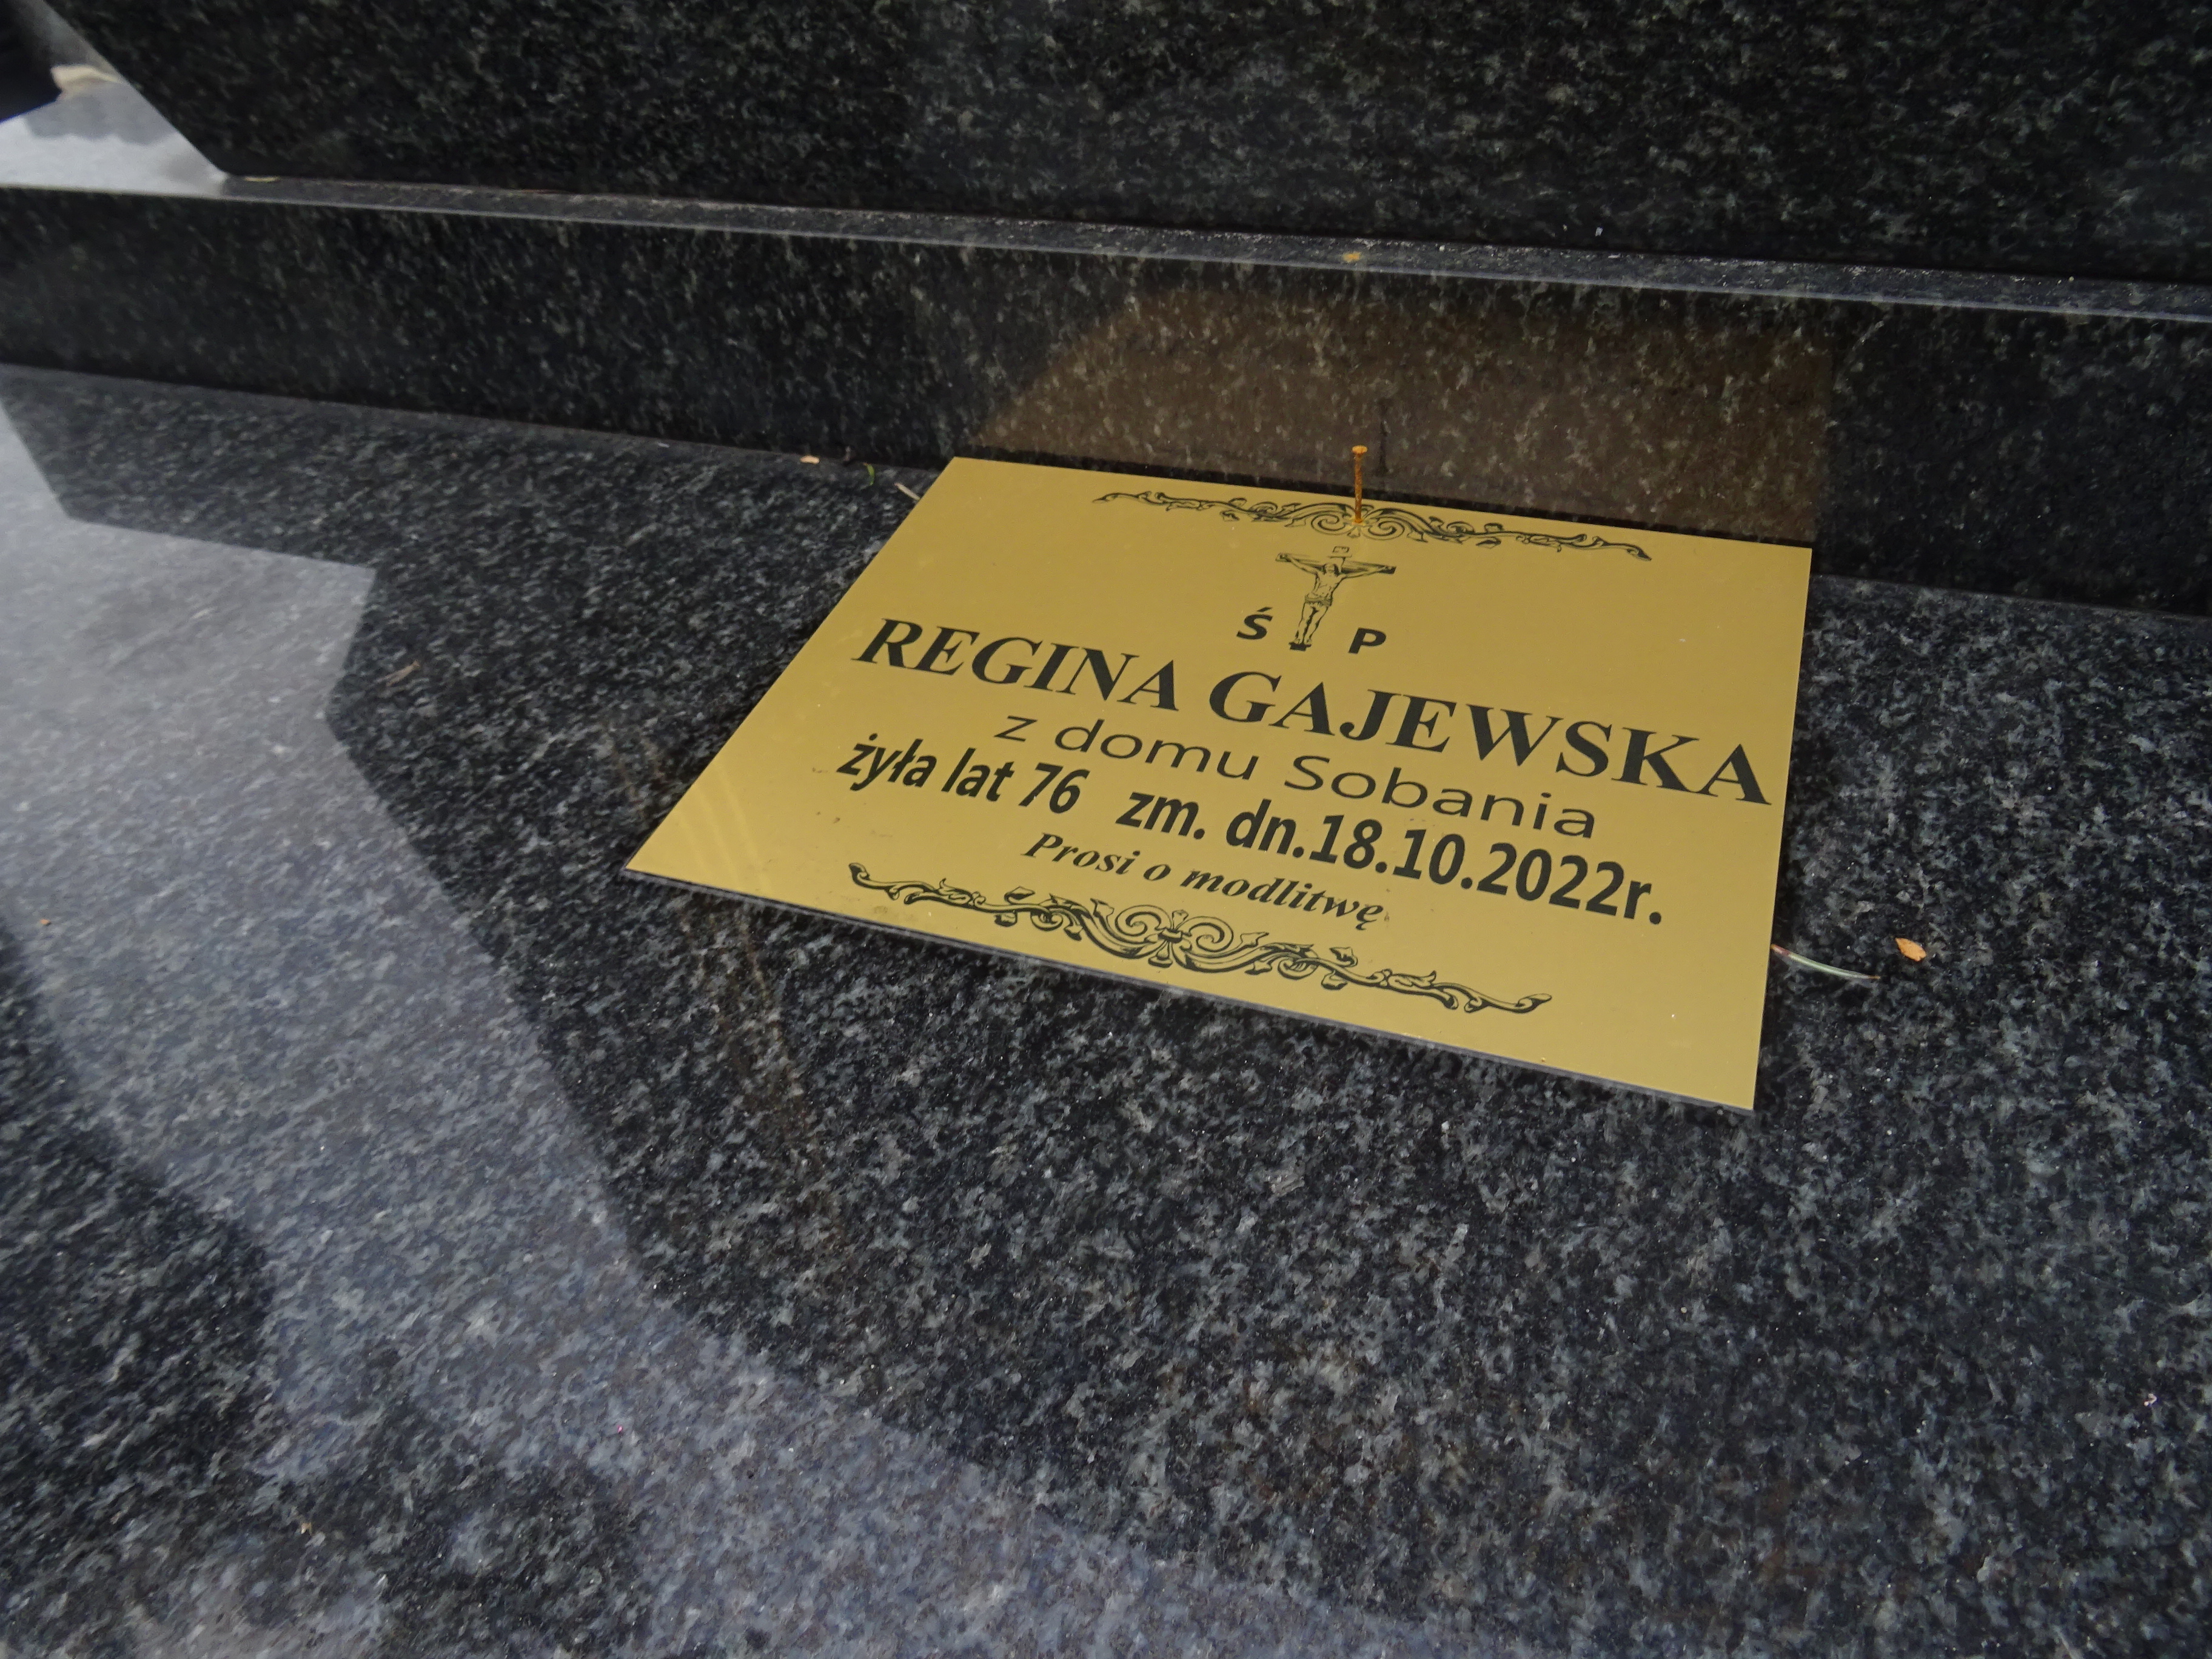 Ś P
REGINA GAJEWSKA
z domu Sobania
żyła lat 76 zm. dn.18.10.2022r.
Prosi o modlitwę